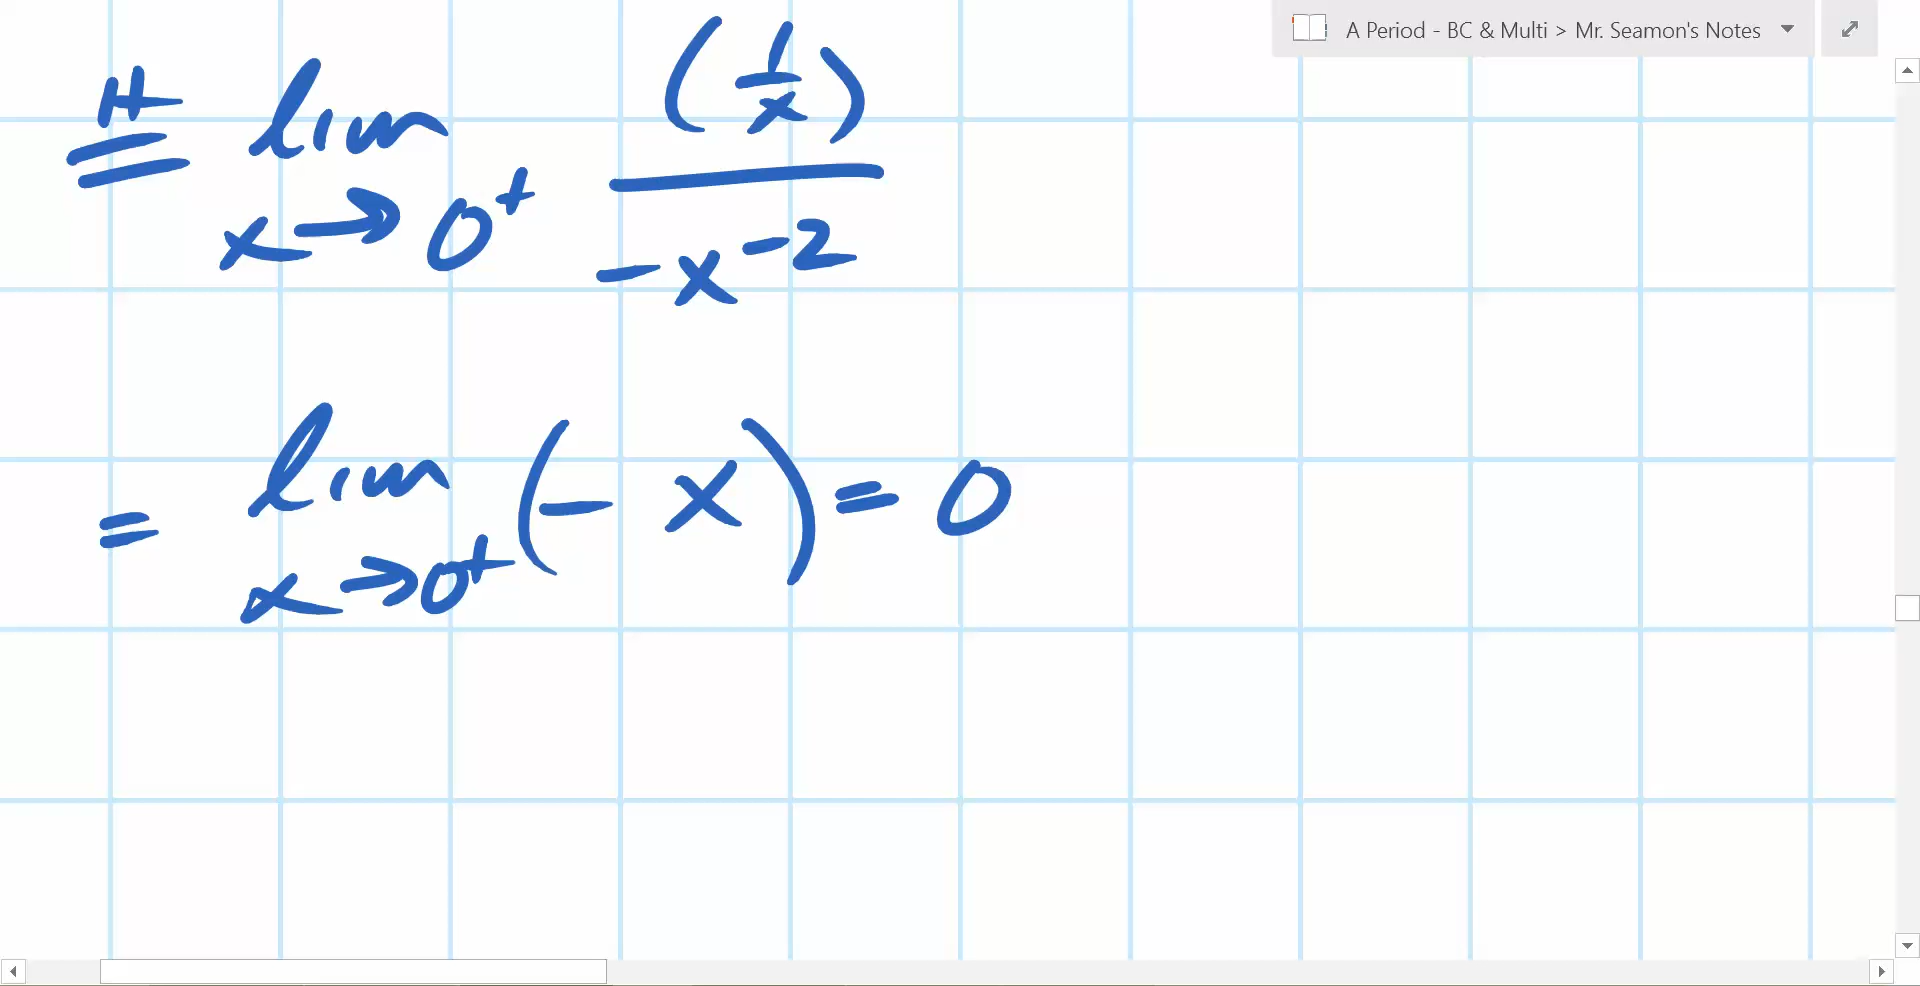 A Period - BC & Multi > Mr. Seamon's Notes
H= lim x→0⁺ (1/x) / -x⁻²
= lim x→0⁺ (- x) = 0